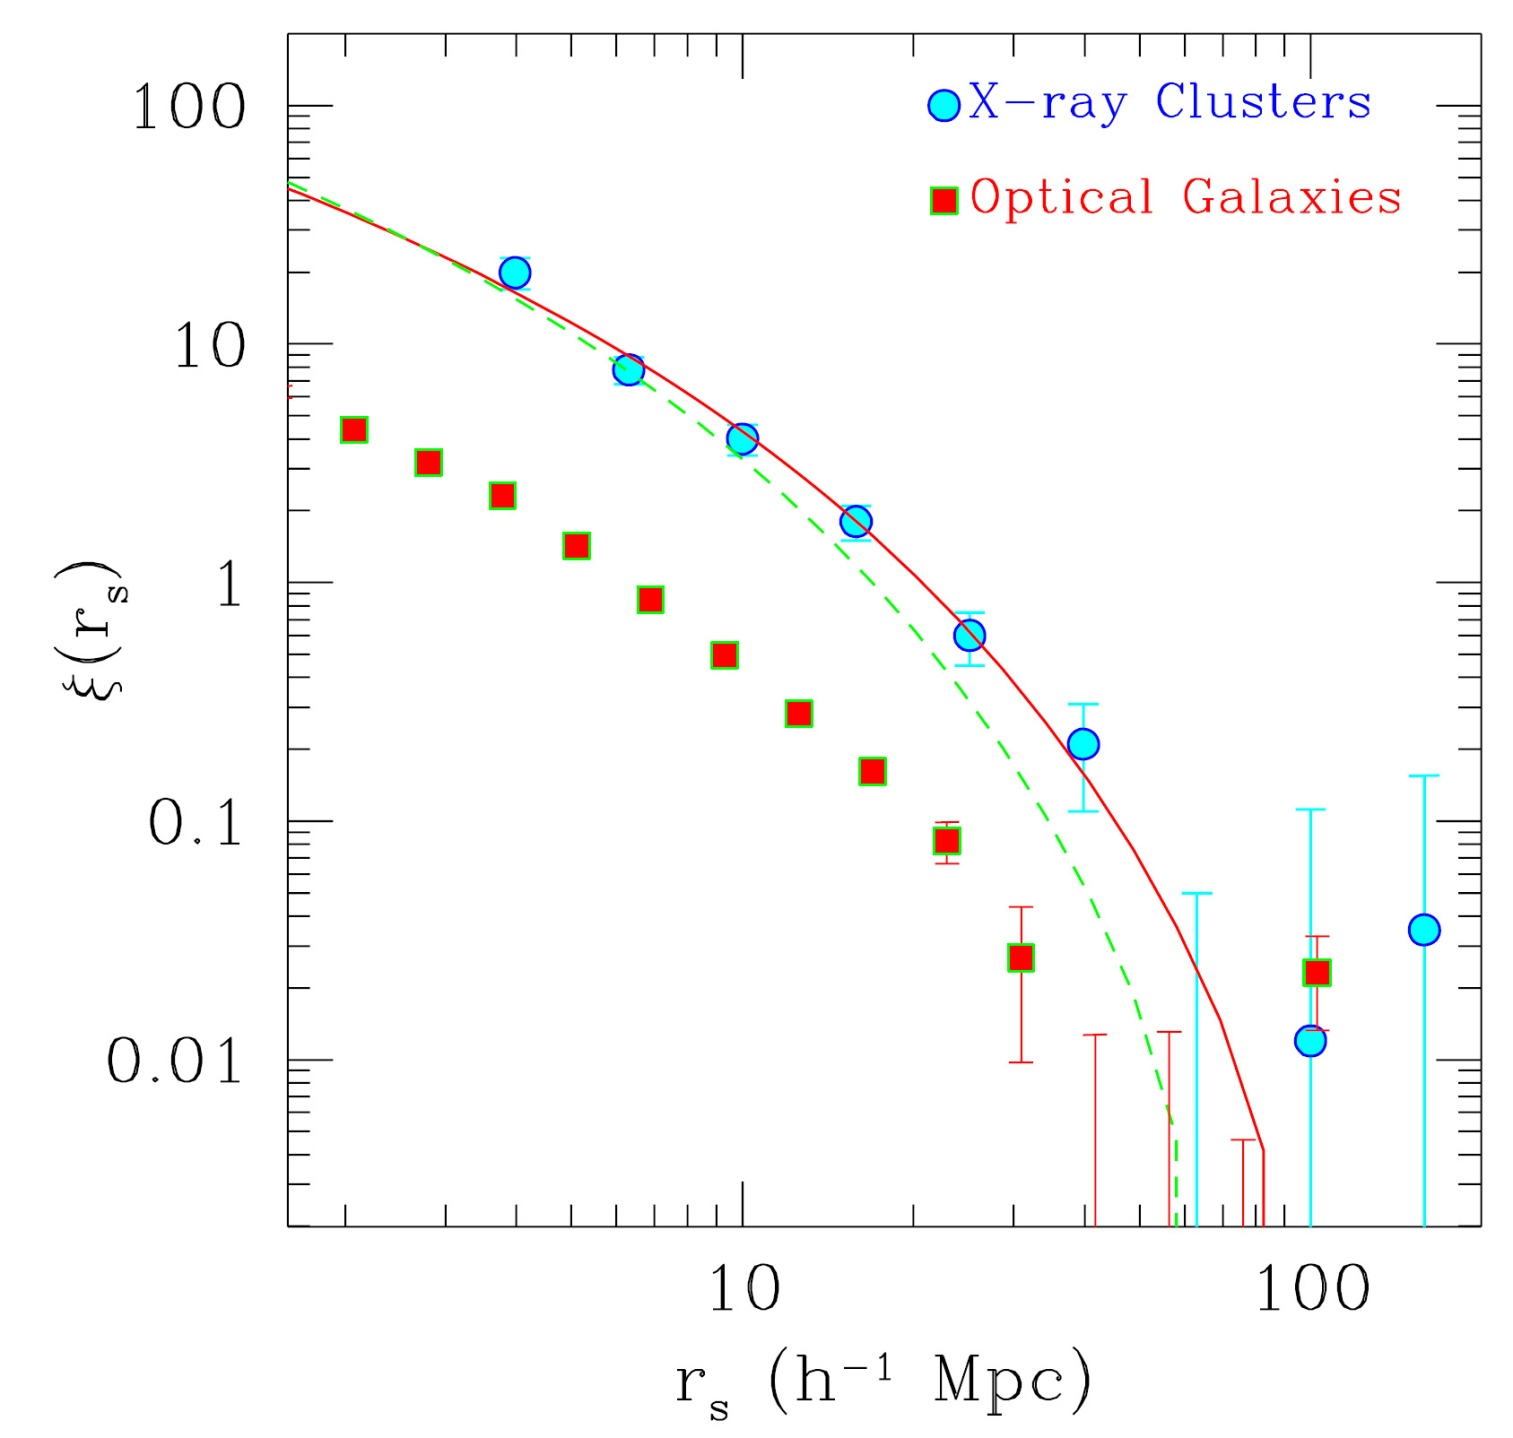 100
X-ray Clusters
Optical Galaxies
10
1
ξ(rₛ)
0.1
0.01
10
100
rₛ (h⁻¹ Mpc)